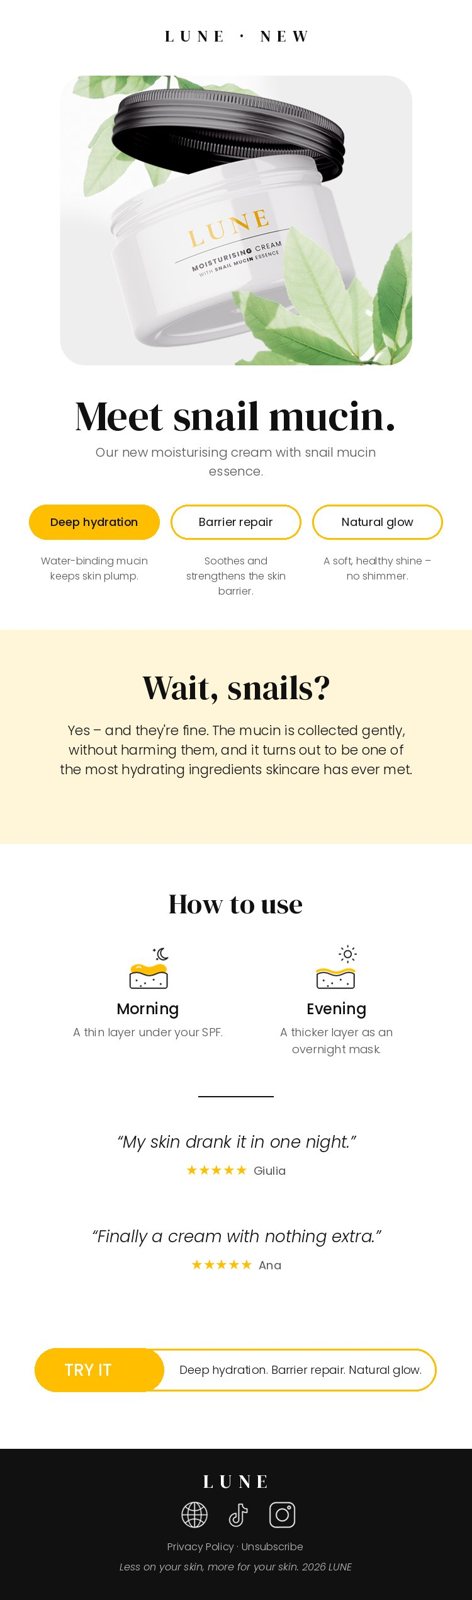 LUNE · NEW
LUNE
MOISTURISING CREAM
WITH SNAIL MUCIN ESSENCE
Meet snail mucin.
Our new moisturising cream with snail mucin
essence.
Deep hydration
Barrier repair
Natural glow
Water-binding mucin
keeps skin plump.
Soothes and
strengthens the skin
barrier.
A soft, healthy shine –
no shimmer.
Wait, snails?
Yes – and they're fine. The mucin is collected gently,
without harming them, and it turns out to be one of
the most hydrating ingredients skincare has ever met.
How to use
Morning
A thin layer under your SPF.
Evening
A thicker layer as an
overnight mask.
“My skin drank it in one night.”
★★★★★ Giulia
“Finally a cream with nothing extra.”
★★★★★ Ana
TRY IT
Deep hydration. Barrier repair. Natural glow.
LUNE
Privacy Policy · Unsubscribe
Less on your skin, more for your skin. 2026 LUNE